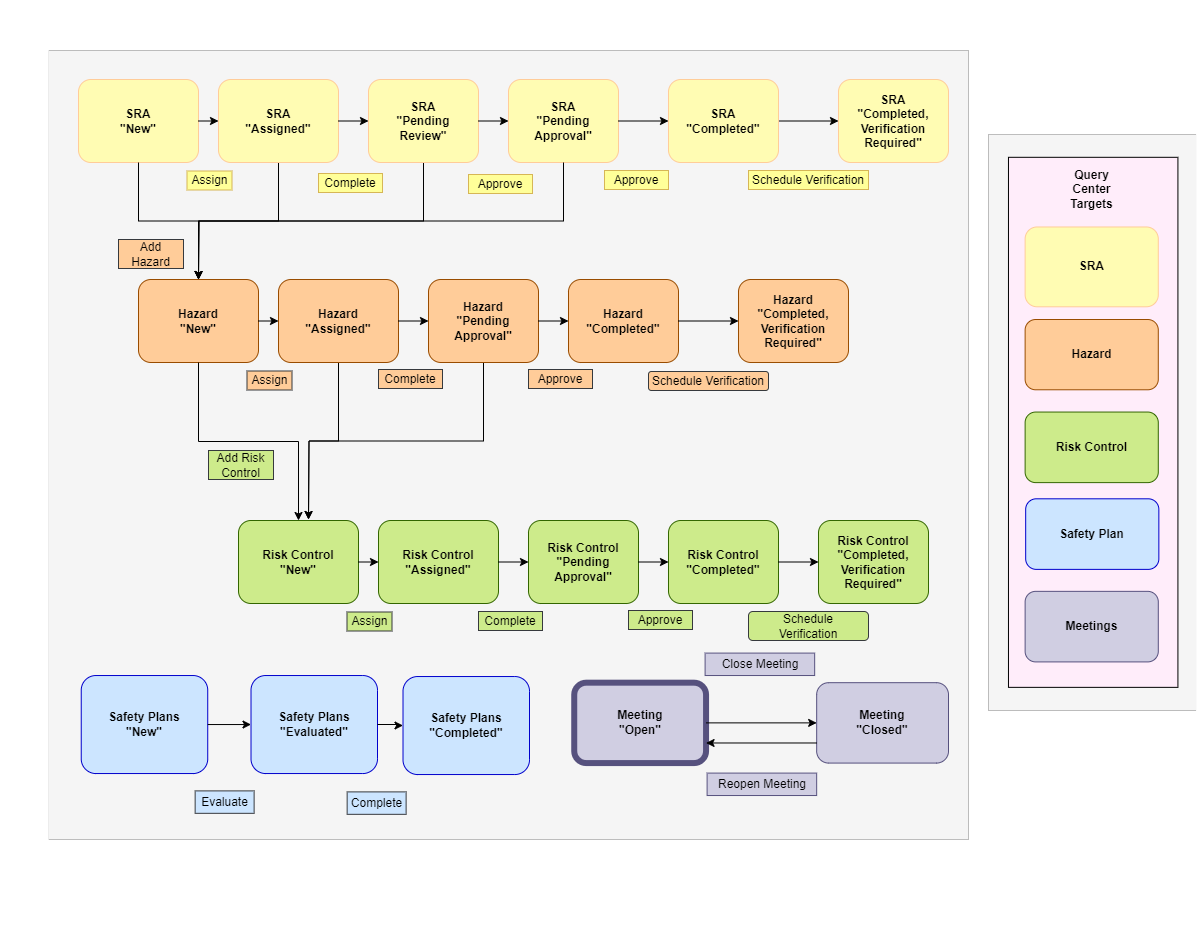 SRA
"New"
SRA
"Assigned"
SRA
"Pending
Review"
SRA
"Pending
Approval"
SRA
"Completed"
SRA
"Completed,
Verification
Required"
Assign
Complete
Approve
Approve
Schedule Verification
Add
Hazard
Hazard
"New"
Hazard
"Assigned"
Hazard
"Pending
Approval"
Hazard
"Completed"
Hazard
"Completed,
Verification
Required"
Assign
Complete
Approve
Schedule Verification
Add Risk
Control
Risk Control
"New"
Risk Control
"Assigned"
Risk Control
"Pending
Approval"
Risk Control
"Completed"
Risk Control
"Completed,
Verification
Required"
Assign
Complete
Approve
Schedule
Verification
Safety Plans
"New"
Safety Plans
"Evaluated"
Safety Plans
"Completed"
Evaluate
Complete
Close Meeting
Meeting
"Open"
Meeting
"Closed"
Reopen Meeting
Query
Center
Targets
SRA
Hazard
Risk Control
Safety Plan
Meetings